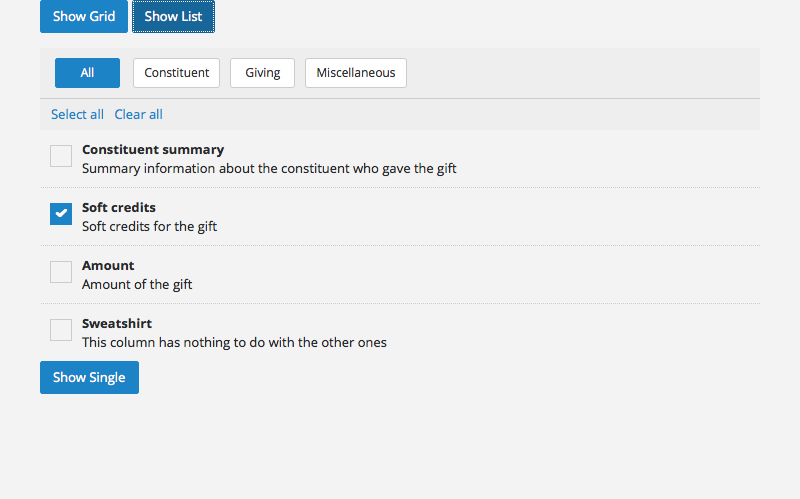 Show Grid Show List
All Constituent Giving Miscellaneous
Select all Clear all
Constituent summary
Summary information about the constituent who gave the gift
Soft credits
Soft credits for the gift
Amount
Amount of the gift
Sweatshirt
This column has nothing to do with the other ones
Show Single